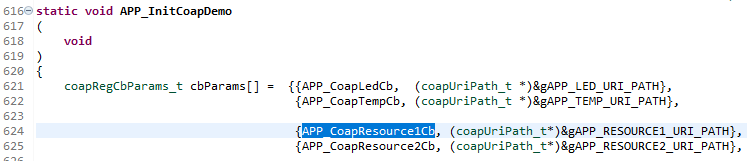 616 static void APP_InitCoapDemo
617 (
618     void
619 )
620 {
621     coapRegCbParams_t cbParams[] =  {{APP_CoapLedCb,  (coapUriPath_t *)&gAPP_LED_URI_PATH},
622                                      {APP_CoapTempCb, (coapUriPath_t *)&gAPP_TEMP_URI_PATH},
623
624                                      {APP_CoapResource1Cb, (coapUriPath_t*)&gAPP_RESOURCE1_URI_PATH},
625                                      {APP_CoapResource2Cb, (coapUriPath_t*)&gAPP_RESOURCE2_URI_PATH},